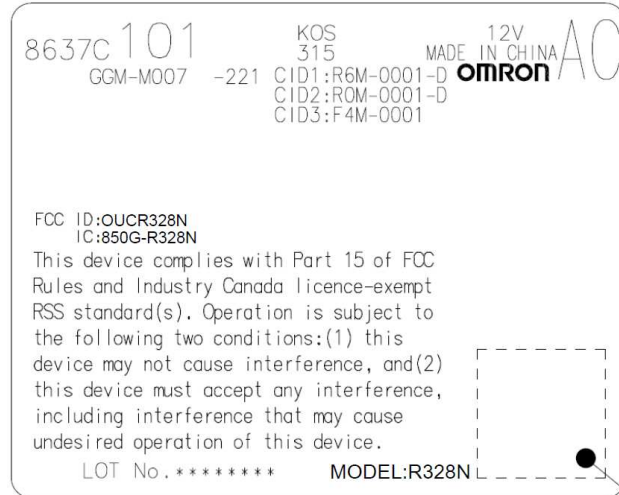 8637C 101 KOS 12V
315 MADE IN CHINA AC
GGM-M007 -221 CID1:R6M-0001-D OMRON
CID2:R0M-0001-D
CID3:F4M-0001
FCC ID:OUCR328N
IC:850G-R328N
This device complies with Part 15 of FCC
Rules and Industry Canada licence-exempt
RSS standard(s). Operation is subject to
the following two conditions:(1) this
device may not cause interference, and(2)
this device must accept any interference,
including interference that may cause
undesired operation of this device.
LOT No.******** MODEL:R328N